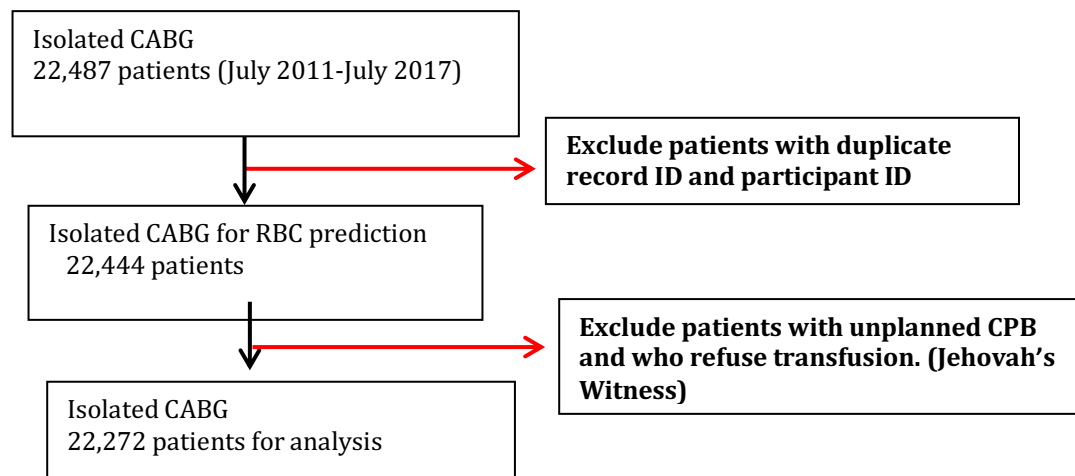 Isolated CABG
22,487 patients (July 2011-July 2017)
Exclude patients with duplicate
record ID and participant ID
Isolated CABG for RBC prediction
22,444 patients
Exclude patients with unplanned CPB
and who refuse transfusion. (Jehovah’s
Witness)
Isolated CABG
22,272 patients for analysis